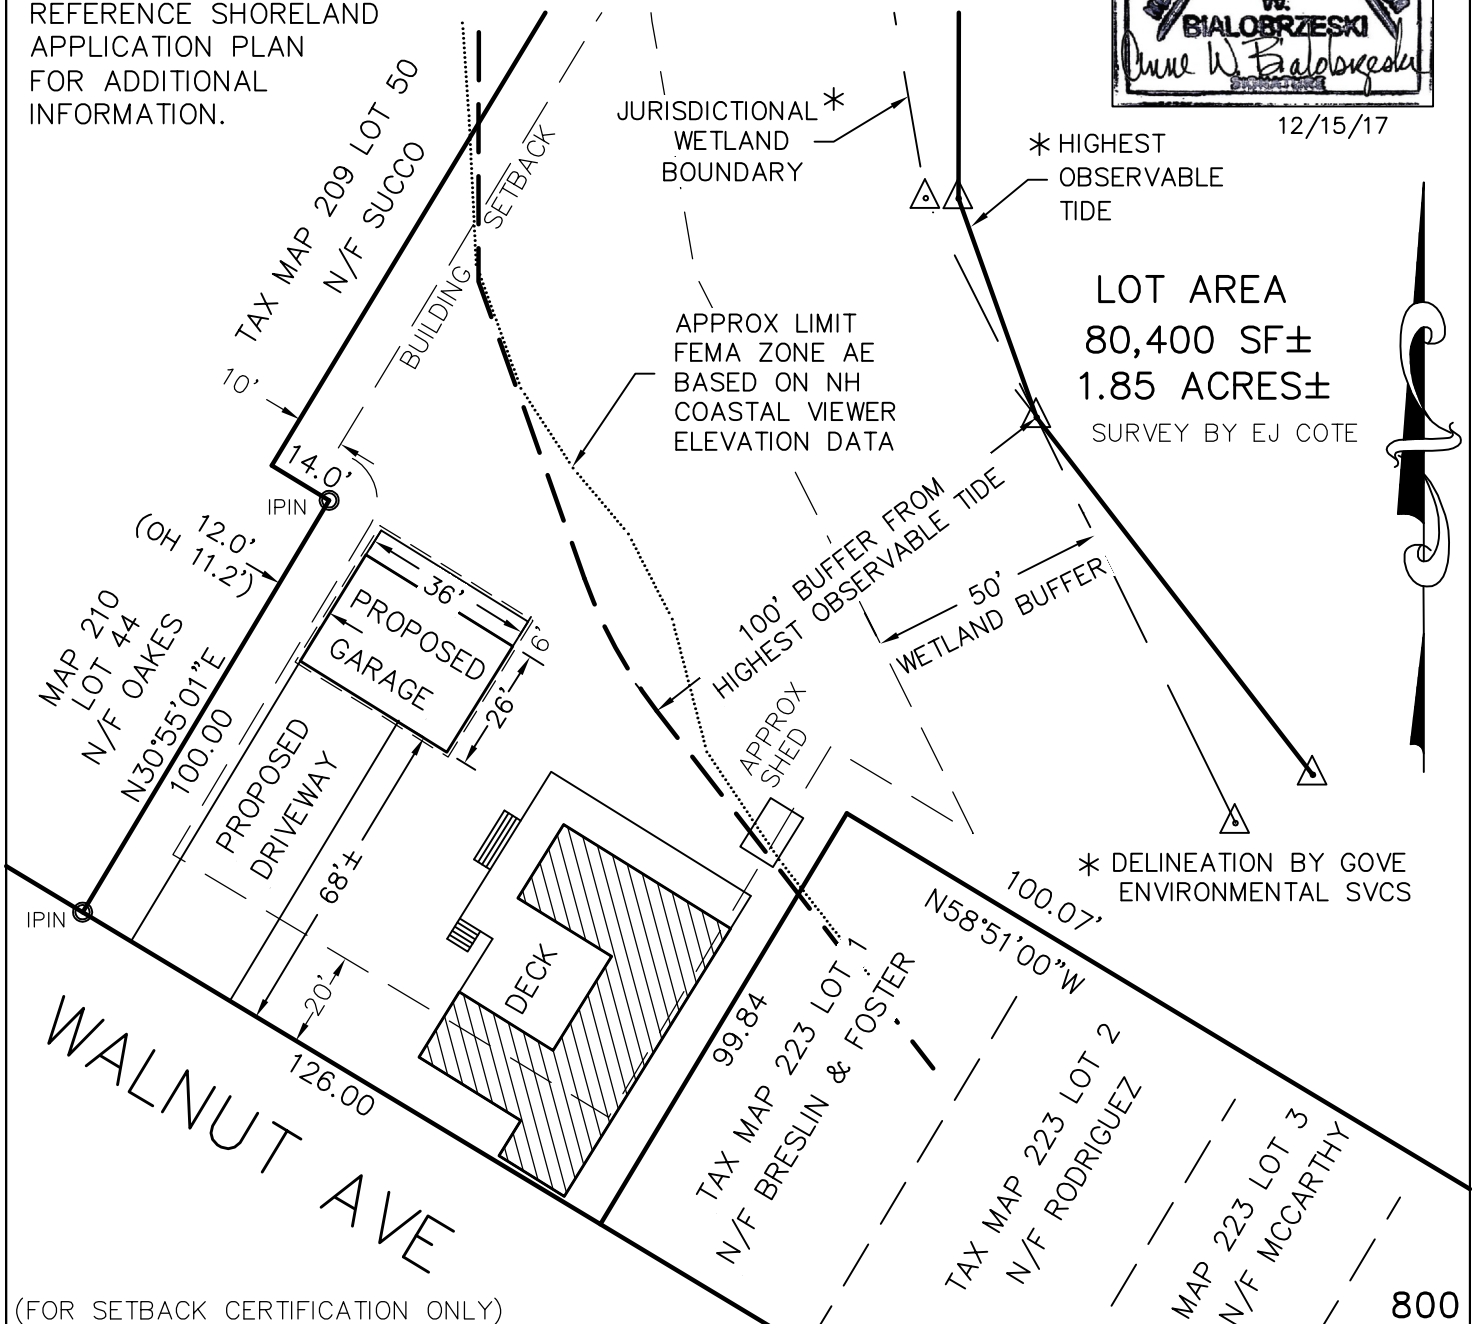 REFERENCE SHORELAND
APPLICATION PLAN
FOR ADDITIONAL
INFORMATION.
W.
BIALOBRZESKI
Anne W. Bialobrzeski
SIGNATURE
12/15/17
TAX MAP 209 LOT 50
N/F SUCCO
BUILDING SETBACK
JURISDICTIONAL *
WETLAND
BOUNDARY
* HIGHEST
OBSERVABLE
TIDE
LOT AREA
80,400 SF±
1.85 ACRES±
SURVEY BY EJ COTE
APPROX LIMIT
FEMA ZONE AE
BASED ON NH
COASTAL VIEWER
ELEVATION DATA
10'
14.0'
IPIN
12.0'
(OH 11.2')
MAP 210
LOT 44
N/F OAKES
N30°55'01"E
100.00
36'
PROPOSED
GARAGE
6'
26'
100' BUFFER FROM
HIGHEST OBSERVABLE TIDE
50'
WETLAND BUFFER
APPROX
SHED
PROPOSED
DRIVEWAY
68'±
IPIN
20'
DECK
* DELINEATION BY GOVE
ENVIRONMENTAL SVCS
100.07'
N58°51'00"W
99.84
126.00
WALNUT AVE
TAX MAP 223 LOT 1
N/F BRESLIN & FOSTER
TAX MAP 223 LOT 2
N/F RODRIGUEZ
MAP 223 LOT 3
N/F MCCARTHY
(FOR SETBACK CERTIFICATION ONLY)
800